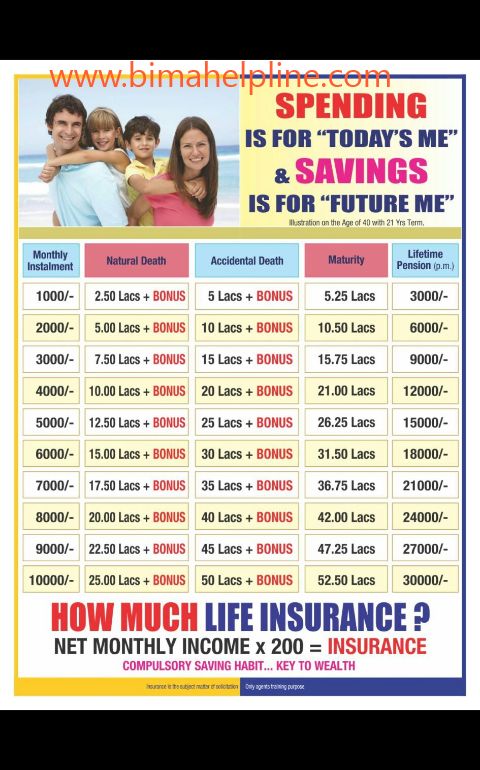 www.bimahelpline.com
SPENDING
IS FOR “TODAY’S ME”
& SAVINGS
IS FOR “FUTURE ME”
Illustration on the Age of 40 with 21 Yrs Term.
Monthly Instalment Natural Death Accidental Death Maturity Lifetime Pension (p.m.)
1000/- 2.50 Lacs + BONUS 5 Lacs + BONUS 5.25 Lacs 3000/-
2000/- 5.00 Lacs + BONUS 10 Lacs + BONUS 10.50 Lacs 6000/-
3000/- 7.50 Lacs + BONUS 15 Lacs + BONUS 15.75 Lacs 9000/-
4000/- 10.00 Lacs + BONUS 20 Lacs + BONUS 21.00 Lacs 12000/-
5000/- 12.50 Lacs + BONUS 25 Lacs + BONUS 26.25 Lacs 15000/-
6000/- 15.00 Lacs + BONUS 30 Lacs + BONUS 31.50 Lacs 18000/-
7000/- 17.50 Lacs + BONUS 35 Lacs + BONUS 36.75 Lacs 21000/-
8000/- 20.00 Lacs + BONUS 40 Lacs + BONUS 42.00 Lacs 24000/-
9000/- 22.50 Lacs + BONUS 45 Lacs + BONUS 47.25 Lacs 27000/-
10000/- 25.00 Lacs + BONUS 50 Lacs + BONUS 52.50 Lacs 30000/-
HOW MUCH LIFE INSURANCE ?
NET MONTHLY INCOME x 200 = INSURANCE
COMPULSORY SAVING HABIT... KEY TO WEALTH
Insurance is the subject matter of solicitation Only agents training purpose